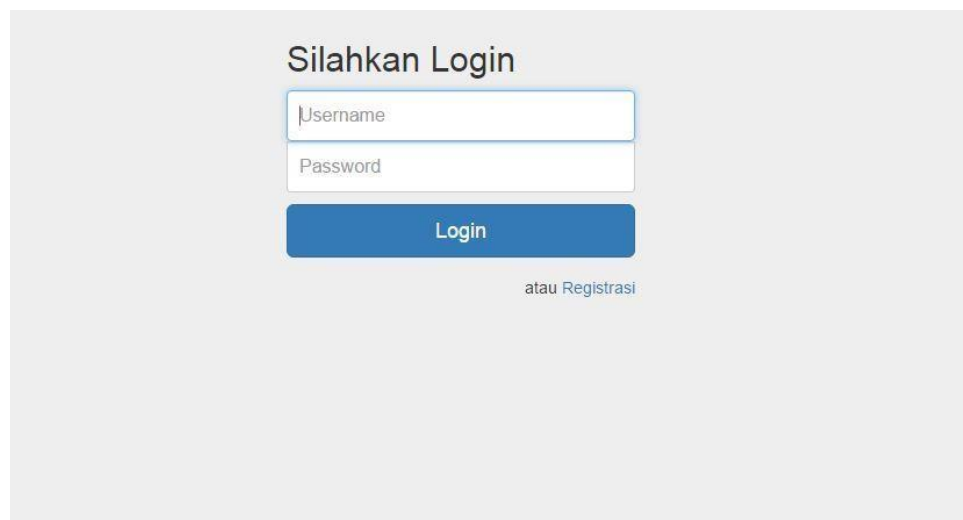 Silahkan Login
Username
Password
Login
atau Registrasi